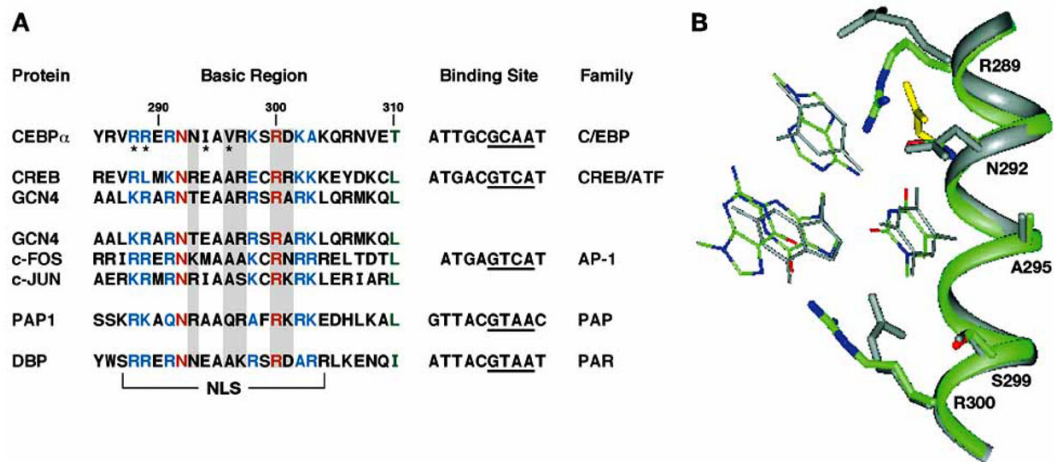 A
Protein Basic Region Binding Site Family
290 300 310
CEBPα YRVRRERNNIAVRKSRDKAKQRNVET ATTGCGCAAT C/EBP
* * * *
CREB REVRLMKNREAARECRRKKKEYDKCL ATGACGTCAT CREB/ATF
GCN4 AALKRARNTEAARRSRARKLQRMKQL
GCN4 AALKRARNTEAARRSRARKLQRMKQL
c-FOS RRIRRERNKMAAAKCRNRRRELTDTL ATGAGTCAT AP-1
c-JUN AERKRMRNRIAASKCRKRKLERIARL
PAP1 SSKRKAQNRAAQRAFRKRKEDHLKAL GTTACGTAAC PAP
DBP YWSRRERNNEAAKRSRDARRLKENQI ATTACGTAAT PAR
NLS
B
R289
N292
A295
S299
R300